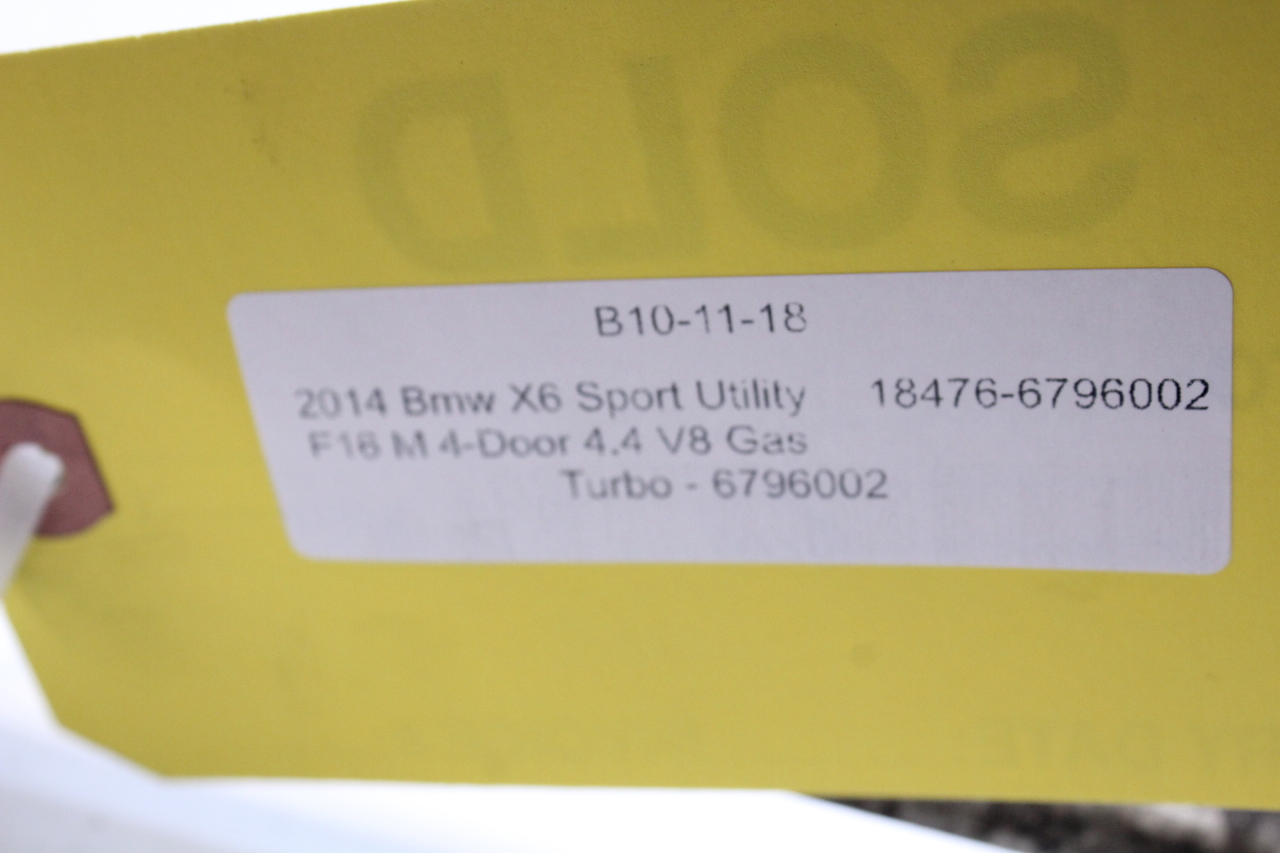 SOLD
B10-11-18
2014 Bmw X6 Sport Utility 18476-6796002
F16 M 4-Door 4.4 V8 Gas
Turbo - 6796002